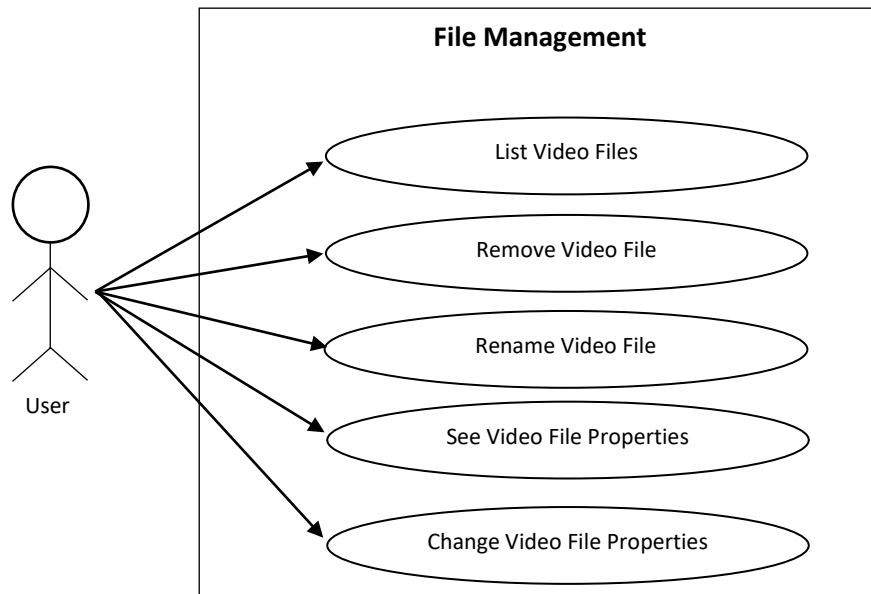 File Management
List Video Files
Remove Video File
Rename Video File
User
See Video File Properties
Change Video File Properties